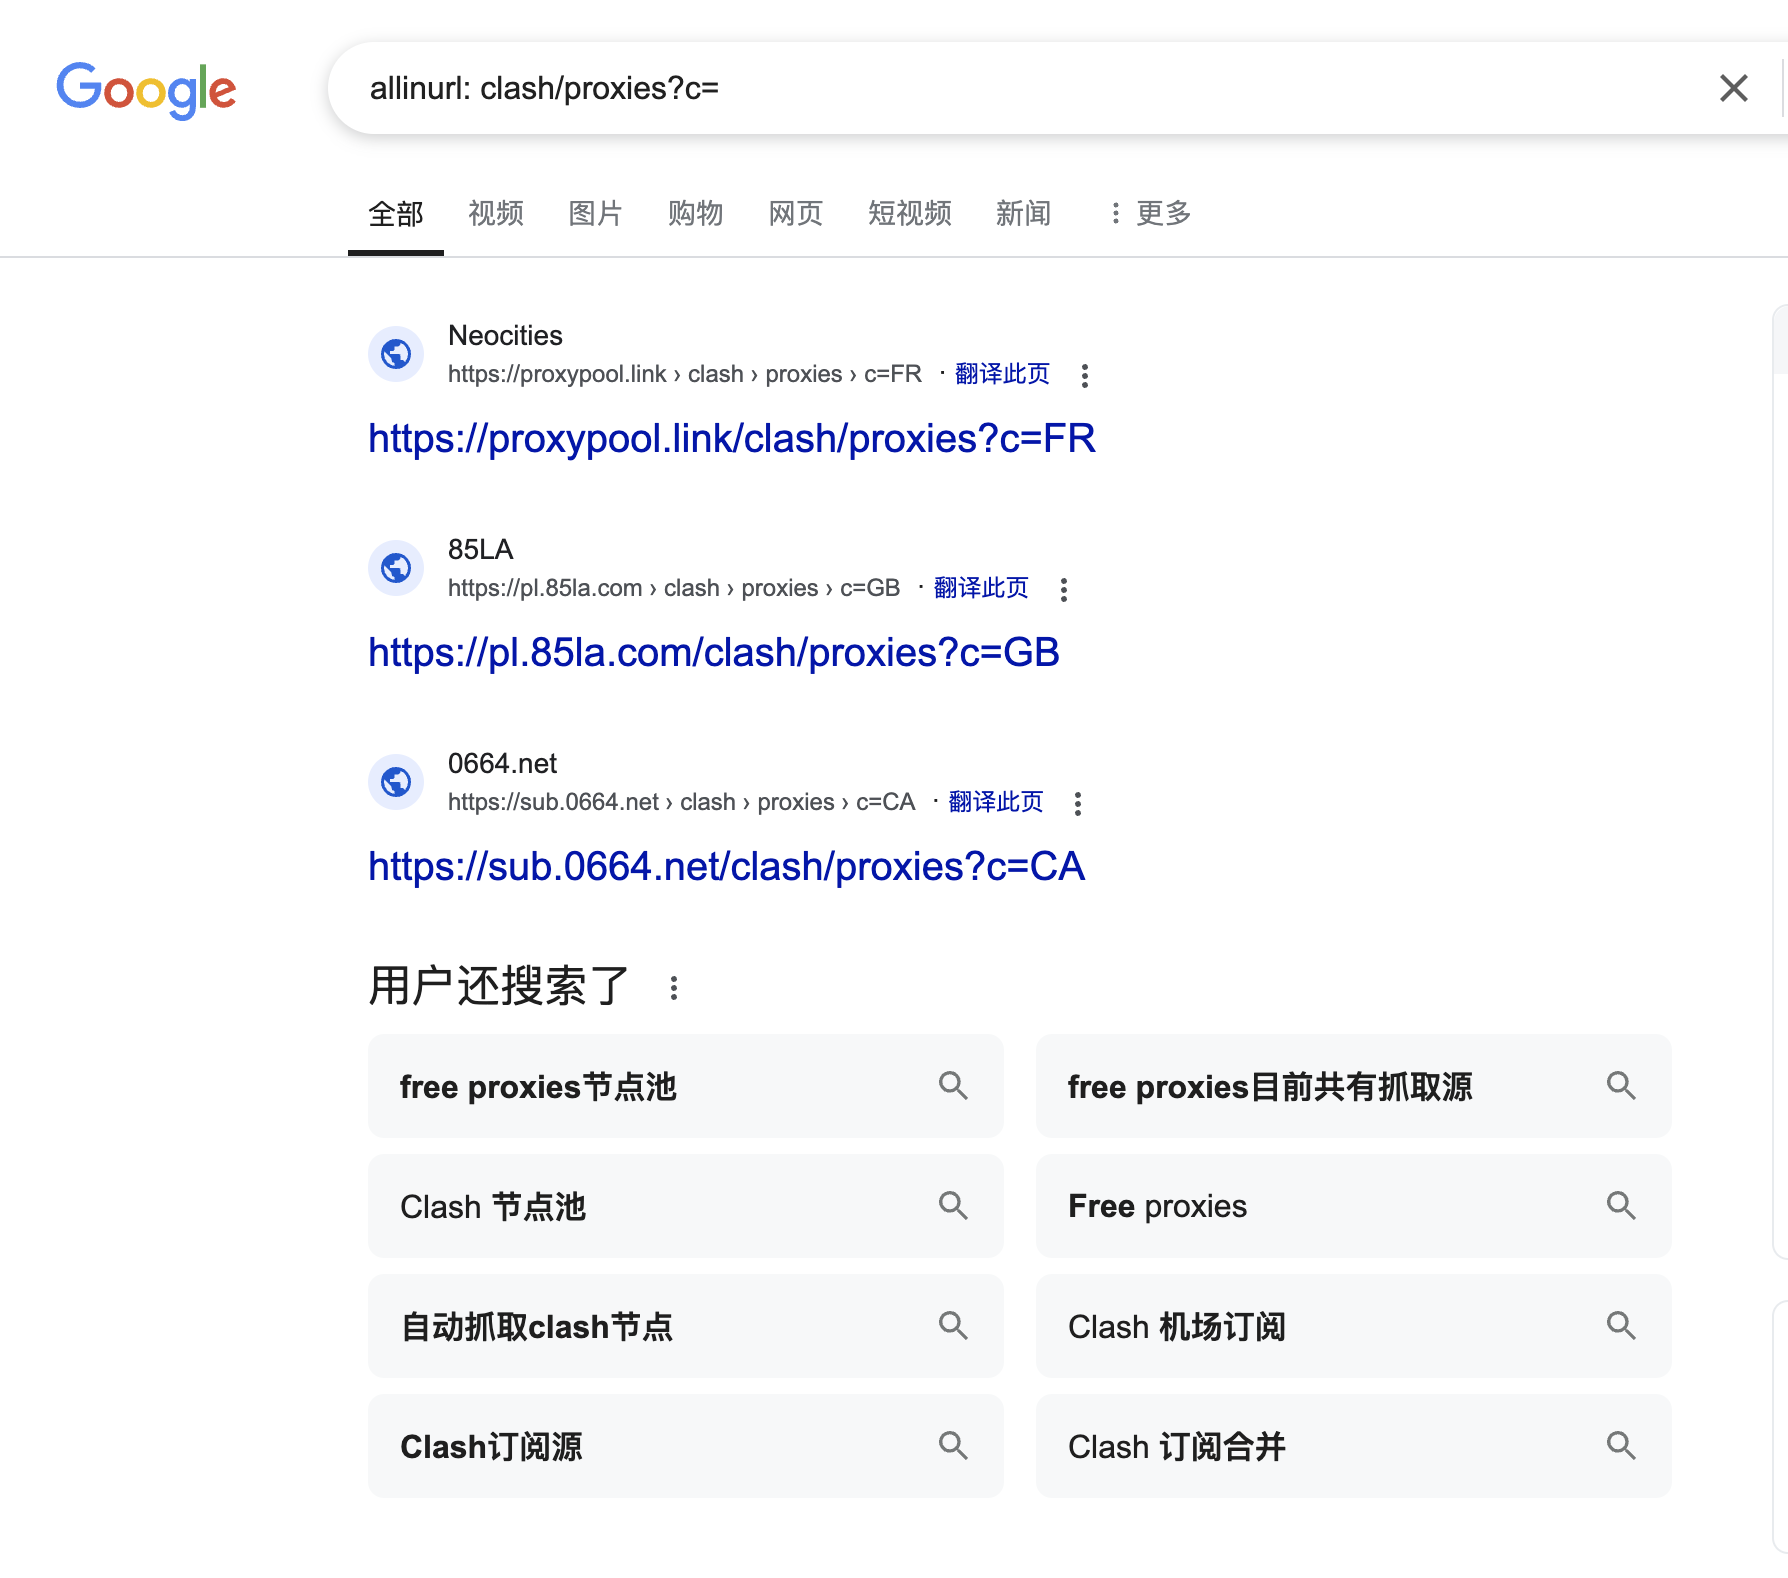 Google
allinurl: clash/proxies?c=
全部 视频 图片 购物 网页 短视频 新闻 更多
Neocities
https://proxypool.link › clash › proxies › c=FR · 翻译此页
https://proxypool.link/clash/proxies?c=FR
85LA
https://pl.85la.com › clash › proxies › c=GB · 翻译此页
https://pl.85la.com/clash/proxies?c=GB
0664.net
https://sub.0664.net › clash › proxies › c=CA · 翻译此页
https://sub.0664.net/clash/proxies?c=CA
用户还搜索了
free proxies节点池
free proxies目前共有抓取源
Clash 节点池
Free proxies
自动抓取clash节点
Clash 机场订阅
Clash订阅源
Clash 订阅合并